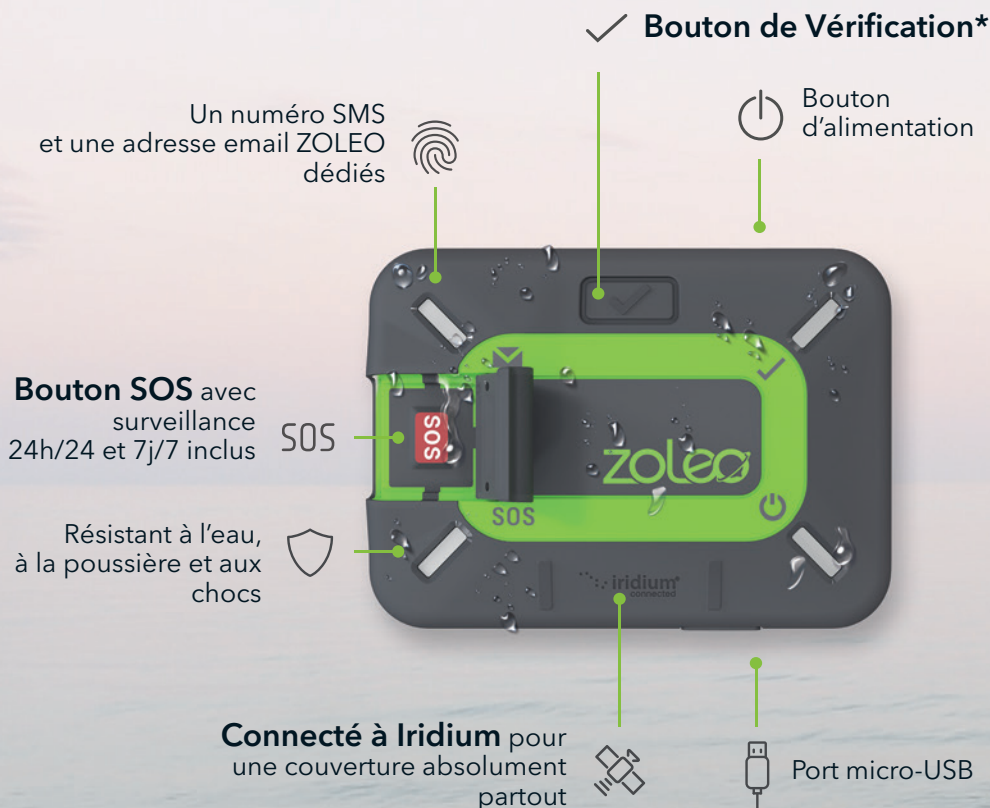 Bouton de Vérification*
Un numéro SMS
et une adresse email ZOLEO
dédiés
Bouton
d’alimentation
Bouton SOS avec
surveillance
24h/24 et 7j/7 inclus
SOS
SOS
zoleo
SOS
Résistant à l’eau,
à la poussière et aux
chocs
iridium
connected
Connecté à Iridium pour
une couverture absolument
partout
Port micro-USB